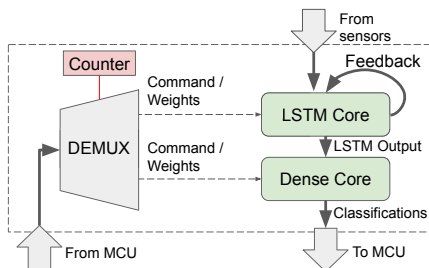 From
sensors
Counter
Feedback
Command /
Weights
LSTM Core
DEMUX
LSTM Output
Command /
Weights
Dense Core
Classifications
From MCU
To MCU